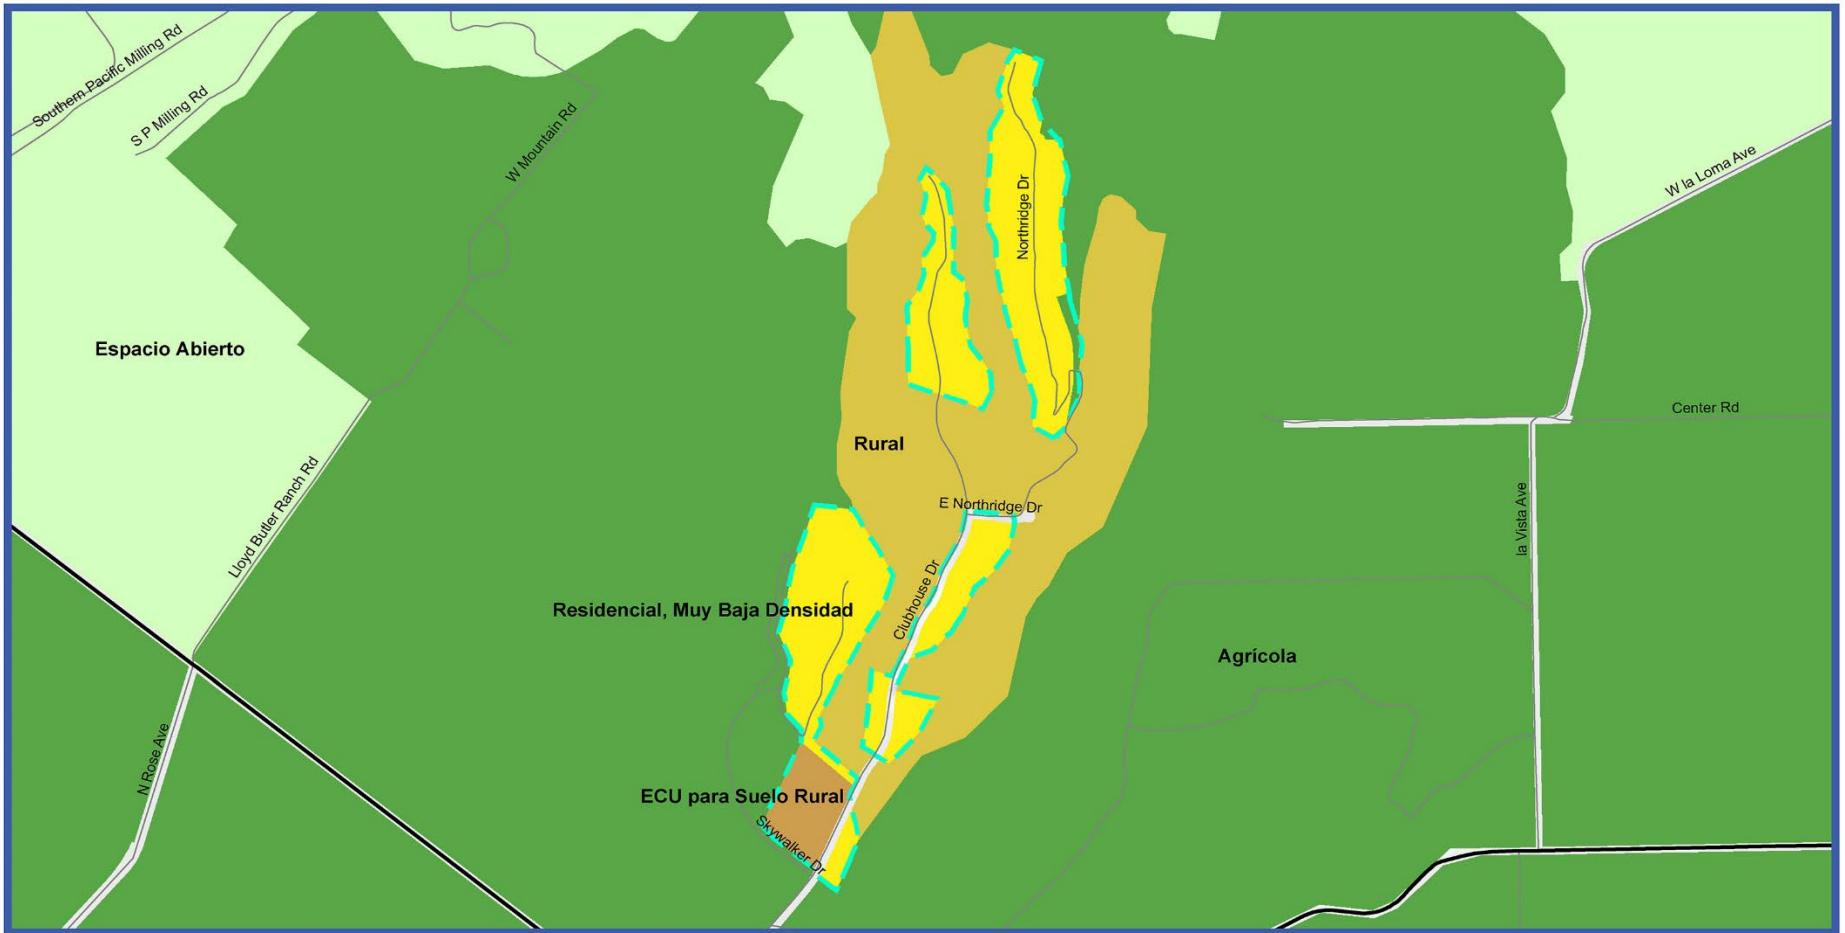 Southern Pacific Milling Rd
S P Milling Rd
W Mountain Rd
W la Loma Ave
Northridge Dr
Espacio Abierto
Center Rd
Rural
Lloyd Butler Ranch Rd
E Northridge Dr
la Vista Ave
Clubhouse Dr
Residencial, Muy Baja Densidad
Agrícola
N Rose Ave
ECU para Suelo Rural
Skywalker Dr